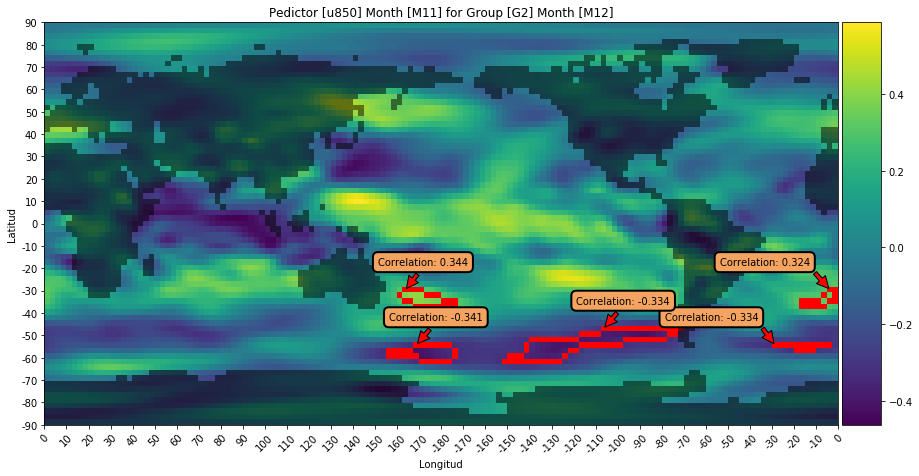 Pedictor [u850] Month [M11] for Group [G2] Month [M12]
90
80
70
60
50
40
30
20
10
0
-10
-20
-30
-40
-50
-60
-70
-80
-90
Latitud
Correlation: 0.344
Correlation: 0.324
Correlation: -0.334
Correlation: -0.341
Correlation: -0.334
0 10 20 30 40 50 60 70 80 90 100 110 120 130 140 150 160 170 -180 -170 -160 -150 -140 -130 -120 -110 -100 -90 -80 -70 -60 -50 -40 -30 -20 -10 0
Longitud
0.4
0.2
0.0
−0.2
−0.4